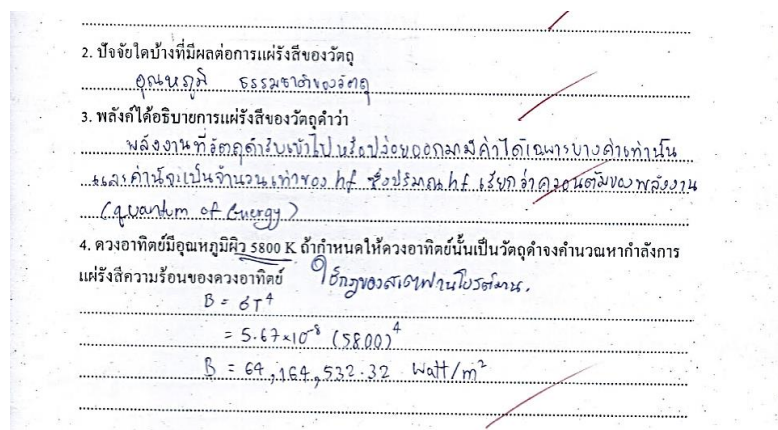 2. ปัจจัยใดบ้างที่มีผลต่อการแผ่รังสีของวัตถุ
อุณหภูมิ ธรรมชาติของวัตถุ
3. พลังค์ได้อธิบายการแผ่รังสีของวัตถุดำว่า
พลังงานที่วัตถุดำรับเข้าไปหรือปล่อยออกมามีค่าได้เฉพาะบางค่าเท่านั้น
และค่านี้จะเป็นจำนวนเท่าของ hf ซึ่งปริมาณ hf เรียกว่าควอนตัมของพลังงาน
(quantum of Energy)
4. ดวงอาทิตย์มีอุณหภูมิผิว 5800 K ถ้ากำหนดให้ดวงอาทิตย์นั้นเป็นวัตถุดำจงคำนวณหากำลังการ
แผ่รังสีความร้อนของดวงอาทิตย์ ใช้กฎของสเตฟานโบรต์มาน.
B = σT⁴
= 5.67×10⁻⁸ (5800)⁴
B = 64,164,532.32 Watt/m²